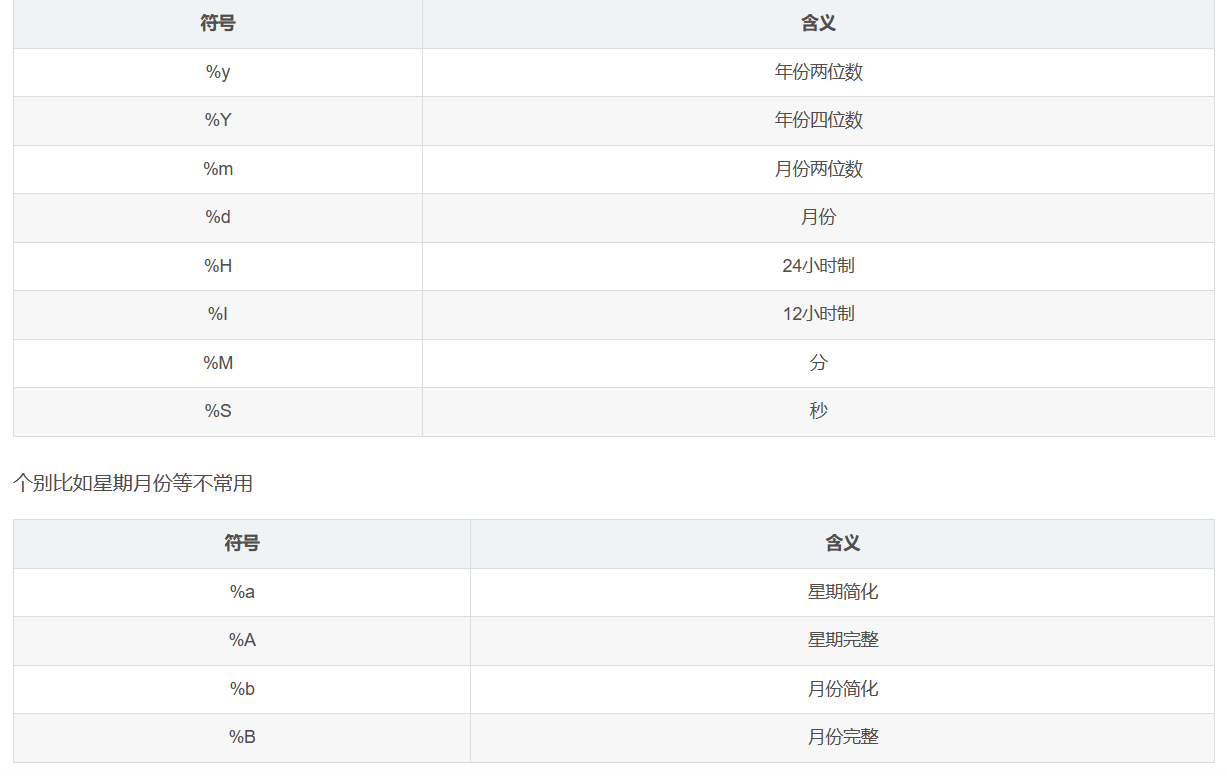 符号 含义
%y 年份两位数
%Y 年份四位数
%m 月份两位数
%d 月份
%H 24小时制
%I 12小时制
%M 分
%S 秒
个别比如星期月份等不常用
符号 含义
%a 星期简化
%A 星期完整
%b 月份简化
%B 月份完整